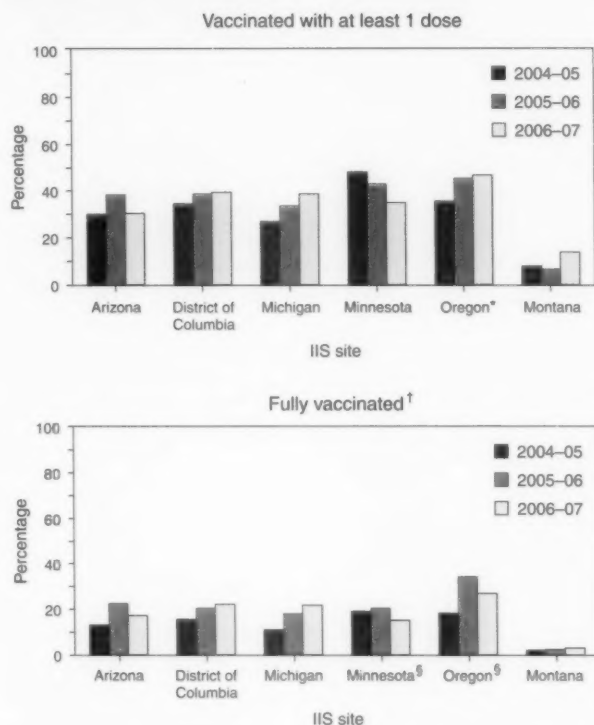 Vaccinated with at least 1 dose
100
80
60
40
20
0
Percentage
2004–05
2005–06
2006–07
Arizona
District of
Columbia
Michigan
Minnesota
Oregon*
Montana
IIS site
Fully vaccinated†
100
80
60
40
20
0
Percentage
2004–05
2005–06
2006–07
Arizona
District of
Columbia
Michigan
Minnesota§
Oregon§
Montana
IIS site